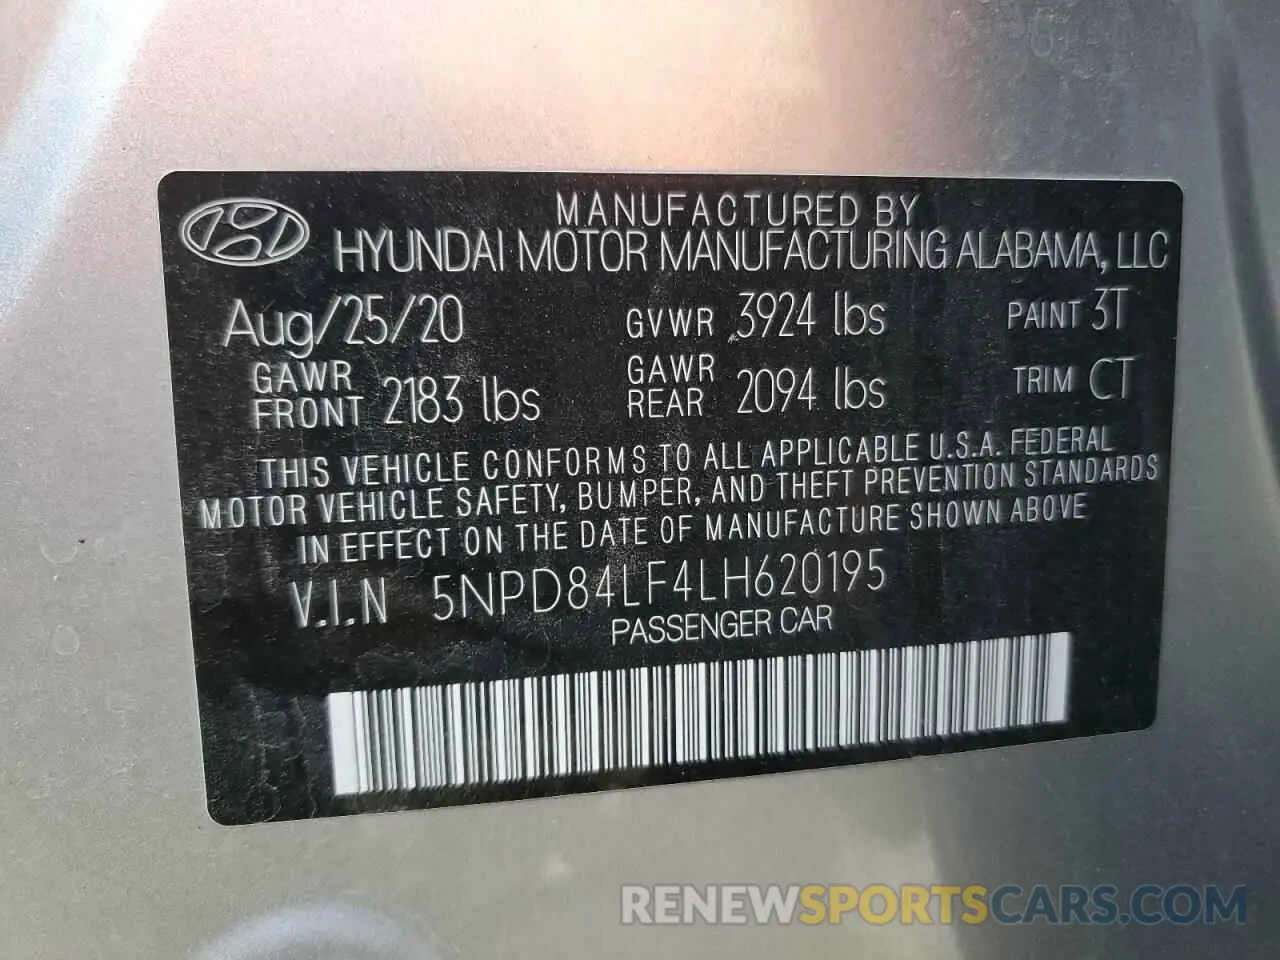 MANUFACTURED BY
HYUNDAI MOTOR MANUFACTURING ALABAMA, LLC
Aug/25/20 GVWR 3924 lbs PAINT 3T
GAWR FRONT 2183 lbs GAWR REAR 2094 lbs TRIM CT
THIS VEHICLE CONFORMS TO ALL APPLICABLE U.S.A. FEDERAL
MOTOR VEHICLE SAFETY, BUMPER, AND THEFT PREVENTION STANDARDS
IN EFFECT ON THE DATE OF MANUFACTURE SHOWN ABOVE
V.I.N 5NPD84LF4LH620195
PASSENGER CAR
RENEWSPORTSCARS.COM